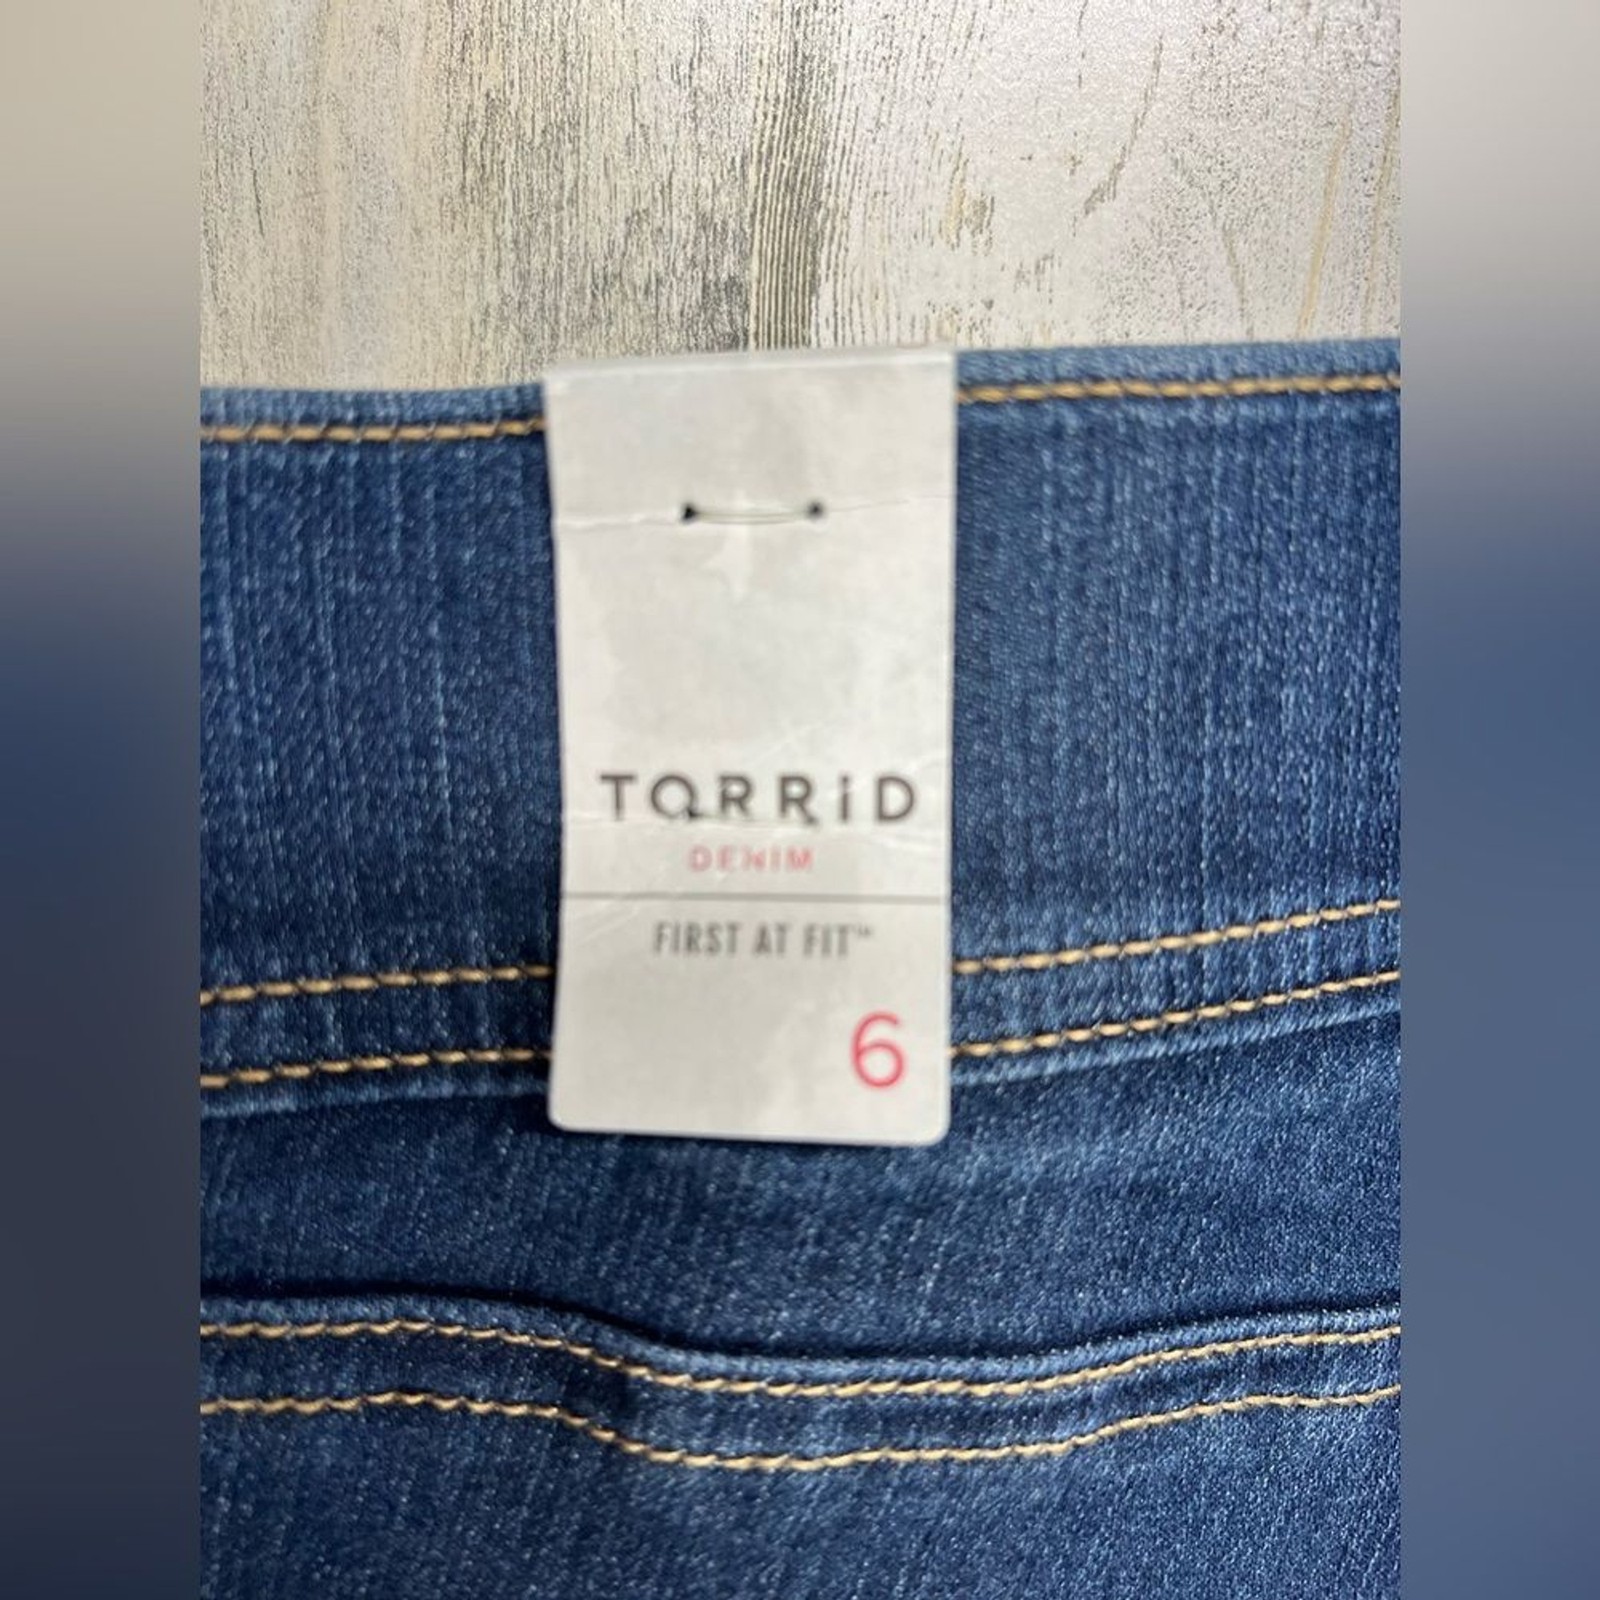 TORRID
DENIM
FIRST AT FIT™
6